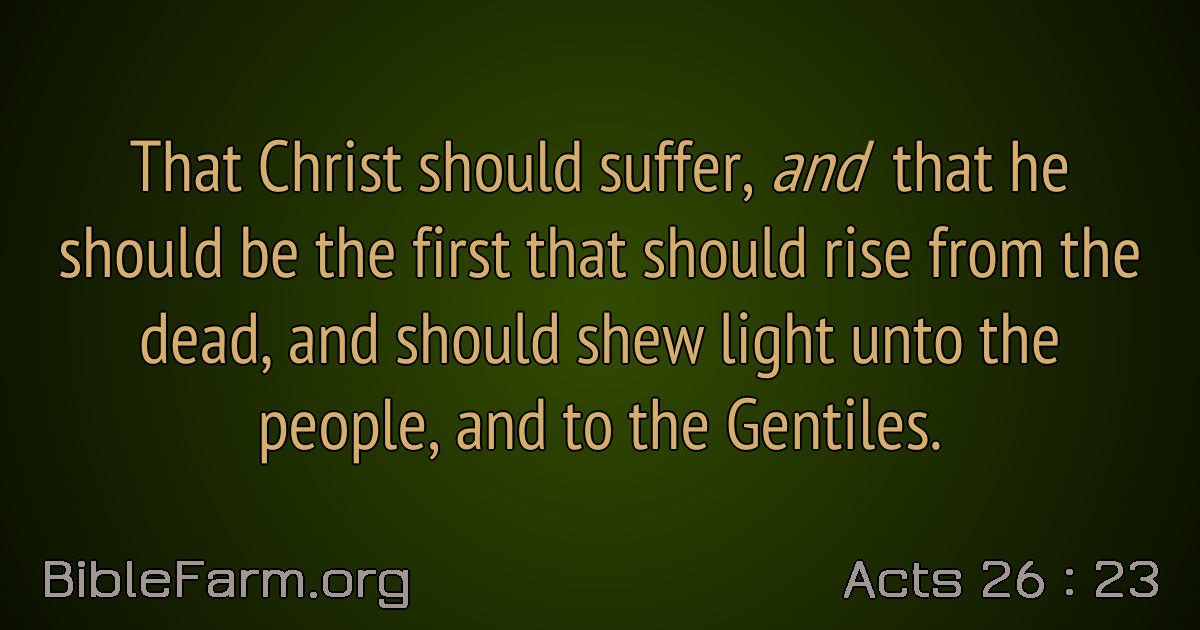 That Christ should suffer, and that he
should be the first that should rise from the
dead, and should shew light unto the
people, and to the Gentiles.
BibleFarm.org
Acts 26 : 23